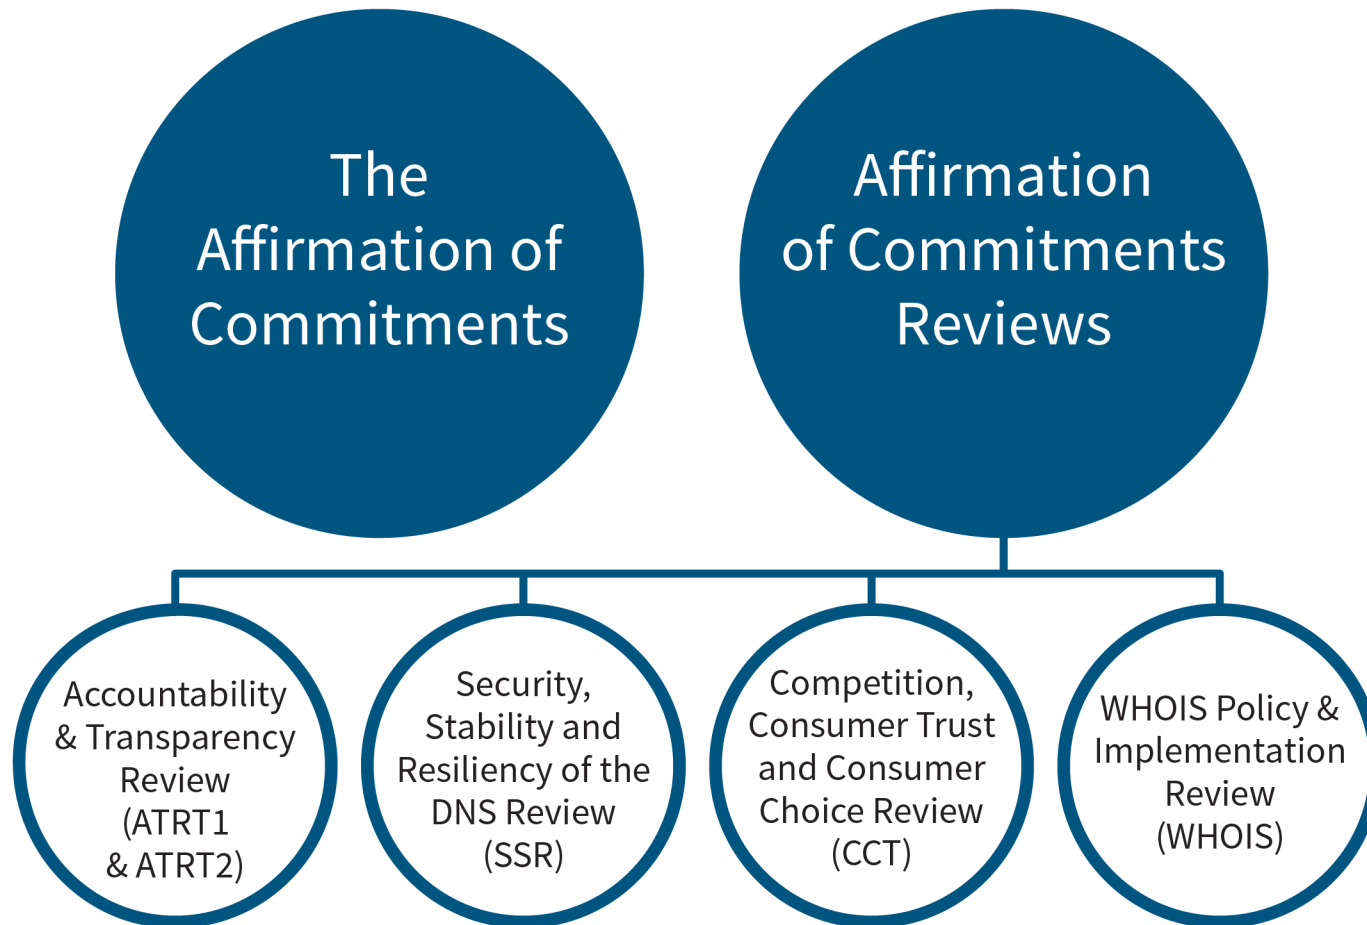 The
Affirmation of
Commitments
Affirmation
of Commitments
Reviews
Accountability
& Transparency
Review
(ATRT1
& ATRT2)
Security,
Stability and
Resiliency of the
DNS Review
(SSR)
Competition,
Consumer Trust
and Consumer
Choice Review
(CCT)
WHOIS Policy &
Implementation
Review
(WHOIS)